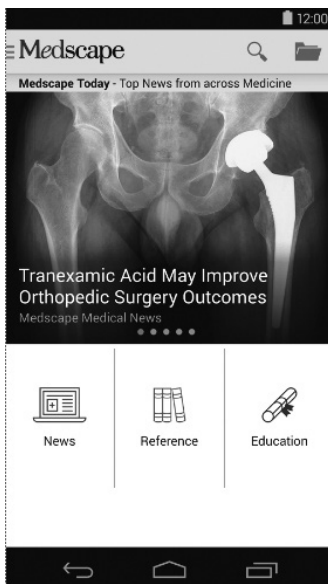 12:00
Medscape
Medscape Today - Top News from across Medicine
Tranexamic Acid May Improve
Orthopedic Surgery Outcomes
Medscape Medical News
News
Reference
Education